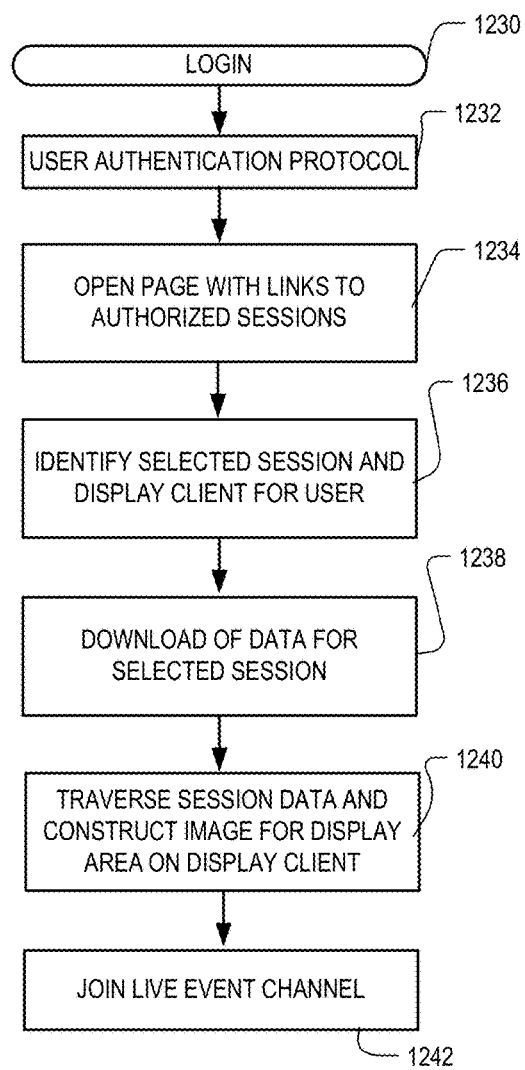 1230
LOGIN
1232
USER AUTHENTICATION PROTOCOL
1234
OPEN PAGE WITH LINKS TO
AUTHORIZED SESSIONS
1236
IDENTIFY SELECTED SESSION AND
DISPLAY CLIENT FOR USER
1238
DOWNLOAD OF DATA FOR
SELECTED SESSION
1240
TRAVERSE SESSION DATA AND
CONSTRUCT IMAGE FOR DISPLAY
AREA ON DISPLAY CLIENT
JOIN LIVE EVENT CHANNEL
1242